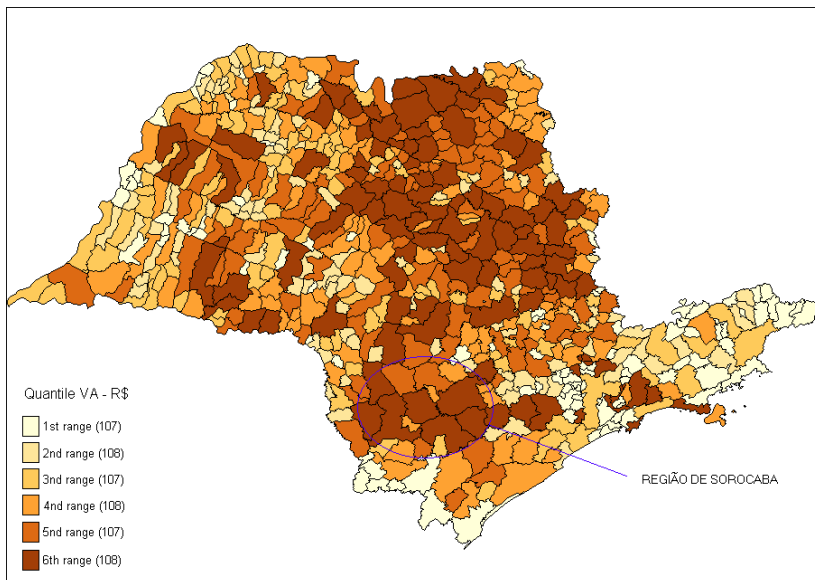 Quantile VA - R$
1st range (107)
2nd range (108)
3nd range (107)
4nd range (108)
5nd range (107)
6th range (108)
REGIÃO DE SOROCABA